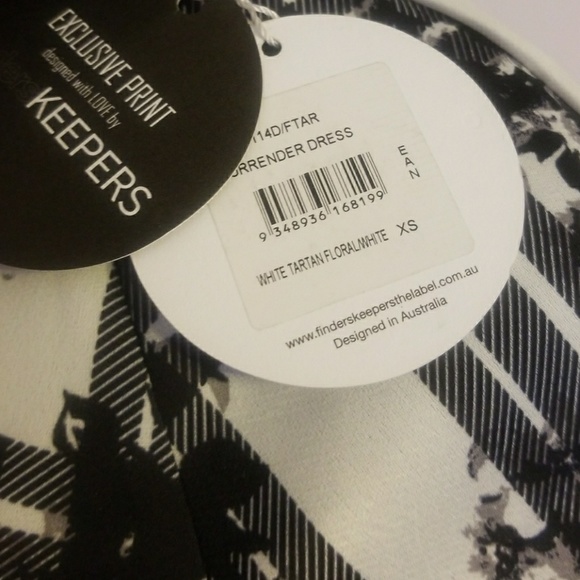 EXCLUSIVE PRINT
designed with LOVE by
KEEPERS
114D/FTAR
RRENDER DRESS
EAN
9 348936 168199
WHITE TARTAN FLORAL/WHITE XS
www.finderskeepersthelabel.com.au
Designed in Australia